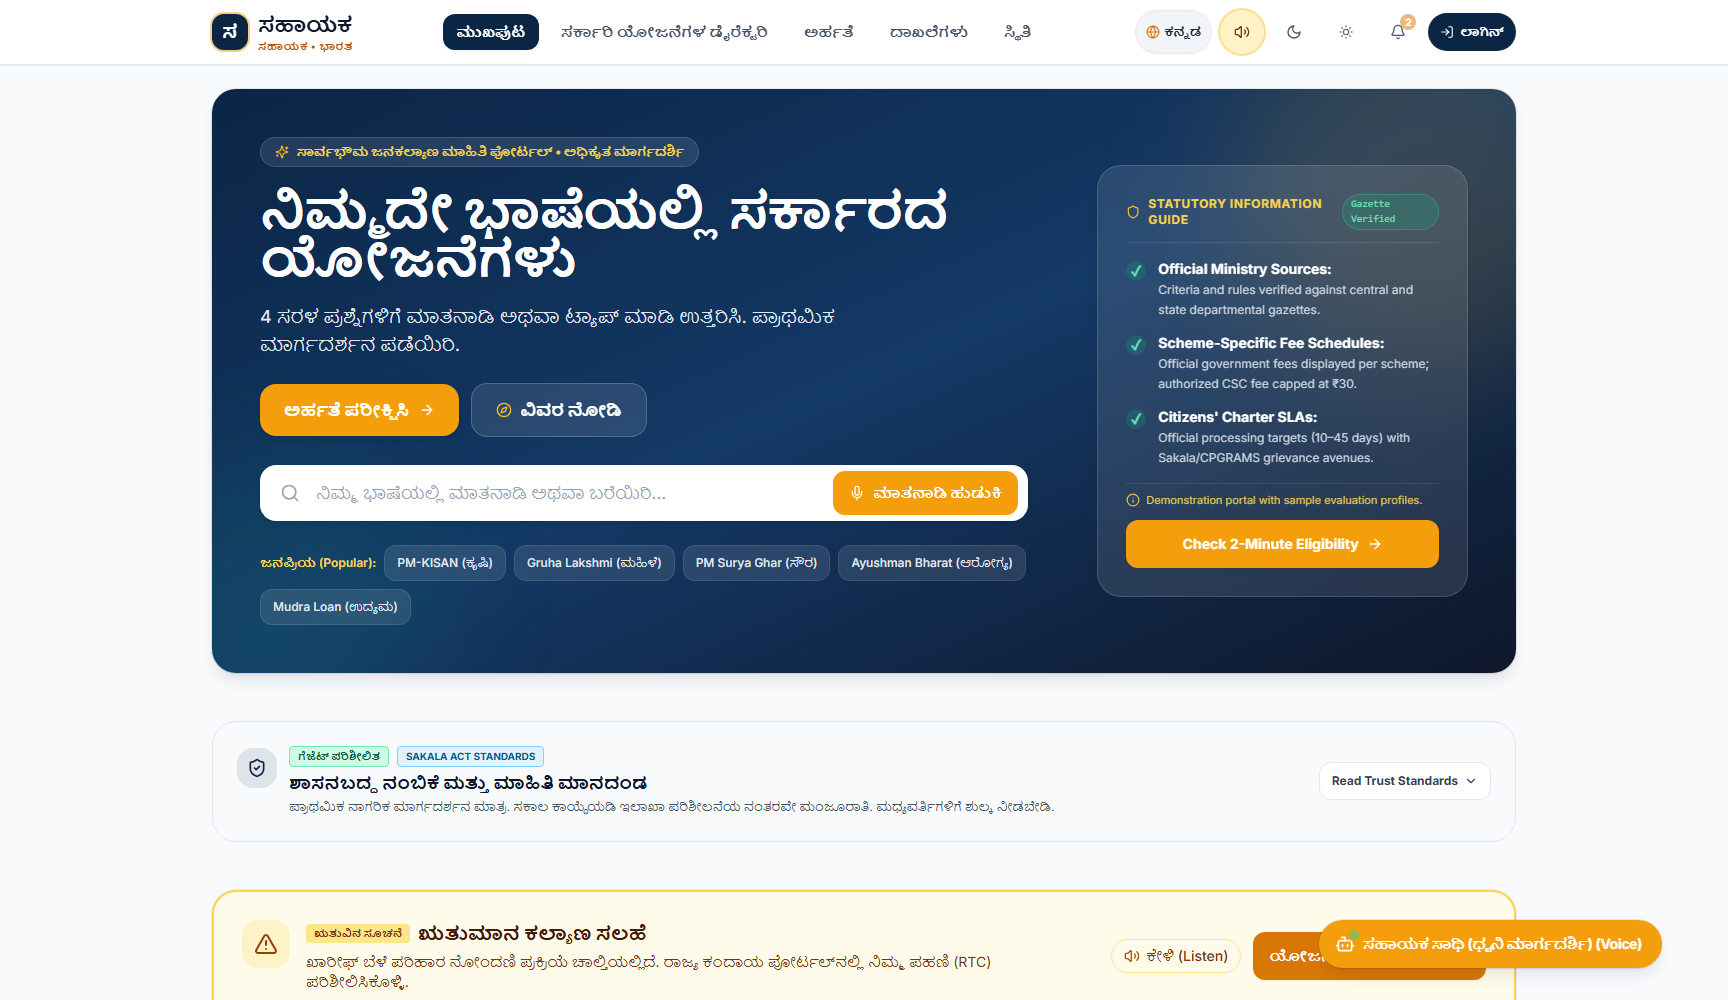 ಸ
ಸಹಾಯಕ
ಸಹಾಯಕ • ಭಾರತ
ಮುಖಪುಟ
ಸರ್ಕಾರಿ ಯೋಜನೆಗಳ ಡೈರೆಕ್ಟರಿ
ಅರ್ಹತೆ
ದಾಖಲೆಗಳು
ಸ್ಥಿತಿ
ಕನ್ನಡ
2
ಲಾಗಿನ್
ಸಾರ್ವಭೌಮ ಜನಕಲ್ಯಾಣ ಮಾಹಿತಿ ಪೋರ್ಟಲ್ • ಅಧಿಕೃತ ಮಾರ್ಗದರ್ಶಿ
ನಿಮ್ಮದೇ ಭಾಷೆಯಲ್ಲಿ ಸರ್ಕಾರದ
ಯೋಜನೆಗಳು
4 ಸರಳ ಪ್ರಶ್ನೆಗಳಿಗೆ ಮಾತನಾಡಿ ಅಥವಾ ಟ್ಯಾಪ್ ಮಾಡಿ ಉತ್ತರಿಸಿ. ಪ್ರಾಥಮಿಕ
ಮಾರ್ಗದರ್ಶನ ಪಡೆಯಿರಿ.
ಅರ್ಹತೆ ಪರೀಕ್ಷಿಸಿ →
ವಿವರ ನೋಡಿ
ನಿಮ್ಮ ಭಾಷೆಯಲ್ಲಿ ಮಾತನಾಡಿ ಅಥವಾ ಬರೆಯಿರಿ...
ಮಾತನಾಡಿ ಹುಡುಕಿ
ಜನಪ್ರಿಯ (Popular):
PM-KISAN (ಕೃಷಿ)
Gruha Lakshmi (ಮಹಿಳೆ)
PM Surya Ghar (ಸೌರ)
Ayushman Bharat (ಆರೋಗ್ಯ)
Mudra Loan (ಉದ್ಯಮ)
STATUTORY INFORMATION
GUIDE
Gazette
Verified
Official Ministry Sources:
Criteria and rules verified against central and
state departmental gazettes.
Scheme-Specific Fee Schedules:
Official government fees displayed per scheme;
authorized CSC fee capped at ₹30.
Citizens' Charter SLAs:
Official processing targets (10–45 days) with
Sakala/CPGRAMS grievance avenues.
Demonstration portal with sample evaluation profiles.
Check 2-Minute Eligibility →
ಗೆಜೆಟ್ ಪರಿಶೀಲಿತ
SAKALA ACT STANDARDS
ಶಾಸನಬದ್ಧ ನಂಬಿಕೆ ಮತ್ತು ಮಾಹಿತಿ ಮಾನದಂಡ
ಪ್ರಾಥಮಿಕ ನಾಗರಿಕ ಮಾರ್ಗದರ್ಶನ ಮಾತ್ರ. ಸಕಾಲ ಕಾಯ್ದೆಯಡಿ ಇಲಾಖಾ ಪರಿಶೀಲನೆಯ ನಂತರವೇ ಮಂಜೂರಾತಿ. ಮಧ್ಯವರ್ತಿಗಳಿಗೆ ಶುಲ್ಕ ನೀಡಬೇಡಿ.
Read Trust Standards
ಋತುವಿನ ಸೂಚನೆ
ಋತುಮಾನ ಕಲ್ಯಾಣ ಸಲಹೆ
ಖಾರೀಫ್ ಬೆಳೆ ಪರಿಹಾರ ನೋಂದಣಿ ಪ್ರಕ್ರಿಯೆ ಚಾಲ್ತಿಯಲ್ಲಿದೆ. ರಾಜ್ಯ ಕಂದಾಯ ಪೋರ್ಟಲ್‌ನಲ್ಲಿ ನಿಮ್ಮ ಪಹಣಿ (RTC)
ಪರಿಶೀಲಿಸಿಕೊಳ್ಳಿ.
ಕೇಳಿ (Listen)
ಸಹಾಯಕ ಸಾಥಿ (ಧ್ವನಿ ಮಾರ್ಗದರ್ಶಿ) (Voice)